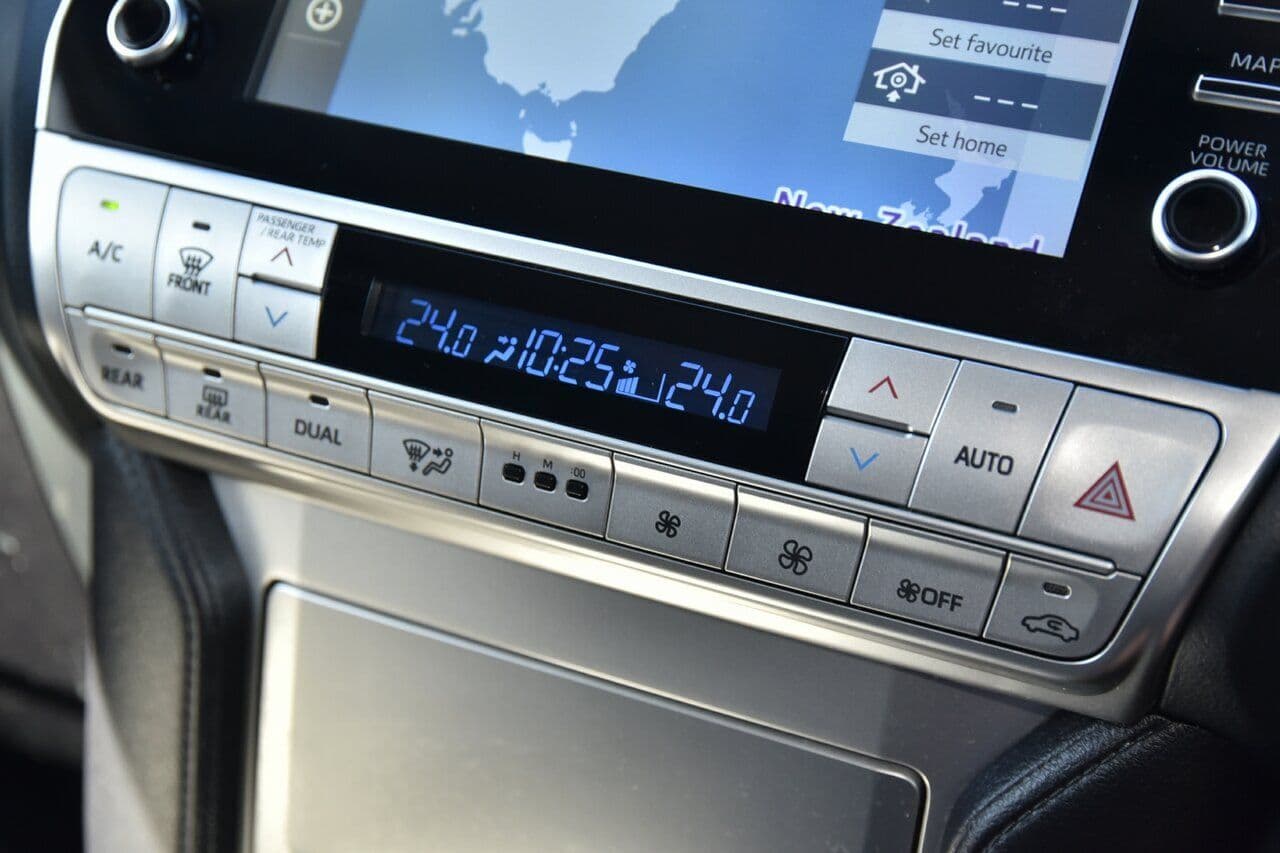 ---
Set favourite
---
Set home
New Zealand
MAP
POWER
VOLUME
A/C
FRONT
PASSENGER
/REAR TEMP
24.0 10:25 24.0
AUTO
REAR
REAR
DUAL
H M :00
OFF